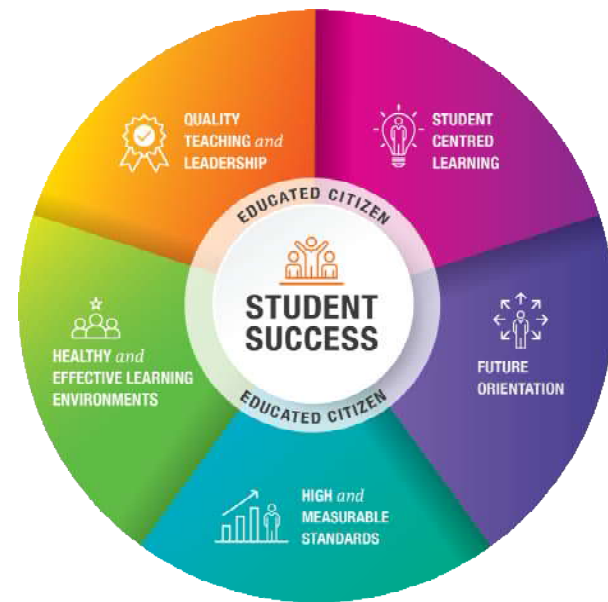 QUALITY
TEACHING and
LEADERSHIP
STUDENT
CENTRED
LEARNING
EDUCATED CITIZEN
STUDENT
SUCCESS
EDUCATED CITIZEN
HEALTHY and
EFFECTIVE LEARNING
ENVIRONMENTS
FUTURE
ORIENTATION
HIGH and
MEASURABLE
STANDARDS